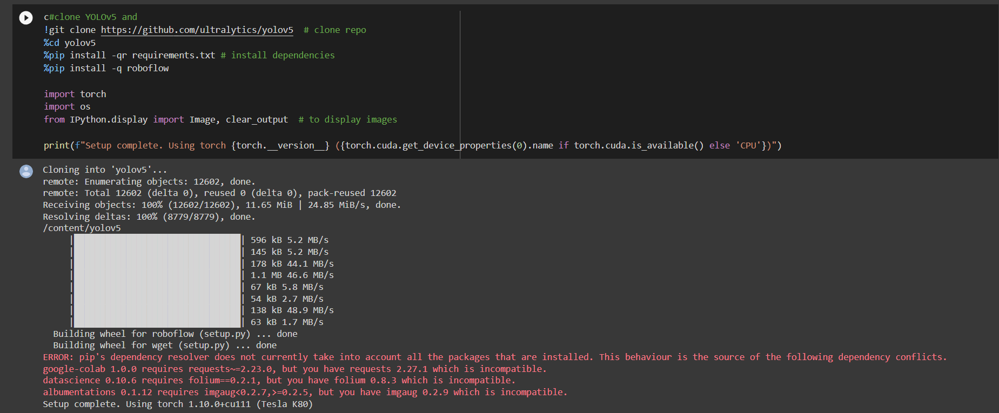 c#clone YOLOv5 and
!git clone https://github.com/ultralytics/yolov5  # clone repo
%cd yolov5
%pip install -qr requirements.txt # install dependencies
%pip install -q roboflow
import torch
import os
from IPython.display import Image, clear_output  # to display images
print(f"Setup complete. Using torch {torch.__version__} ({torch.cuda.get_device_properties(0).name if torch.cuda.is_available() else 'CPU'})")
Cloning into 'yolov5'...
remote: Enumerating objects: 12602, done.
remote: Total 12602 (delta 0), reused 0 (delta 0), pack-reused 12602
Receiving objects: 100% (12602/12602), 11.65 MiB | 24.85 MiB/s, done.
Resolving deltas: 100% (8779/8779), done.
/content/yolov5
| | 596 kB 5.2 MB/s
| | 145 kB 5.2 MB/s
| | 178 kB 44.1 MB/s
| | 1.1 MB 46.6 MB/s
| | 67 kB 5.8 MB/s
| | 54 kB 2.7 MB/s
| | 138 kB 48.9 MB/s
| | 63 kB 1.7 MB/s
Building wheel for roboflow (setup.py) ... done
Building wheel for wget (setup.py) ... done
ERROR: pip's dependency resolver does not currently take into account all the packages that are installed. This behaviour is the source of the following dependency conflicts.
google-colab 1.0.0 requires requests~=2.23.0, but you have requests 2.27.1 which is incompatible.
datascience 0.10.6 requires folium==0.2.1, but you have folium 0.8.3 which is incompatible.
albumentations 0.1.12 requires imgaug<0.2.7,>=0.2.5, but you have imgaug 0.2.9 which is incompatible.
Setup complete. Using torch 1.10.0+cu111 (Tesla K80)